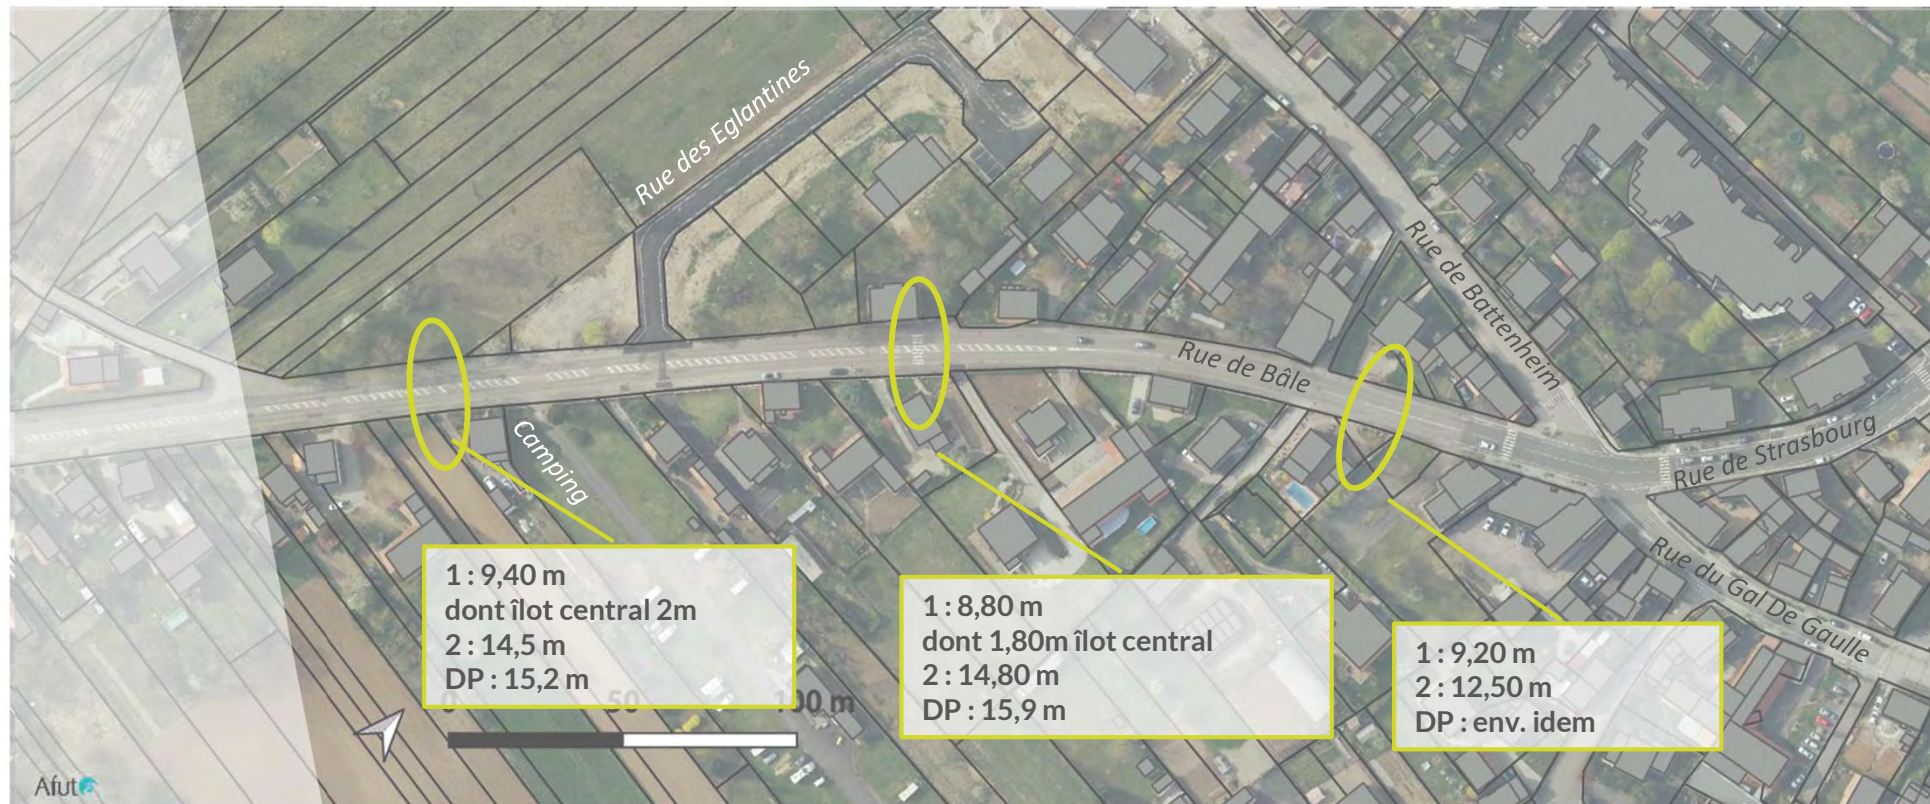 Rue des Eglantines
Rue de Battenheim
Rue de Bâle
Camping
Rue de Strasbourg
Rue du Gal De Gaulle
1 : 9,40 m
dont îlot central 2m
2 : 14,5 m
DP : 15,2 m
1 : 8,80 m
dont 1,80m îlot central
2 : 14,80 m
DP : 15,9 m
1 : 9,20 m
2 : 12,50 m
DP : env. idem
0 50 100 m
Afut